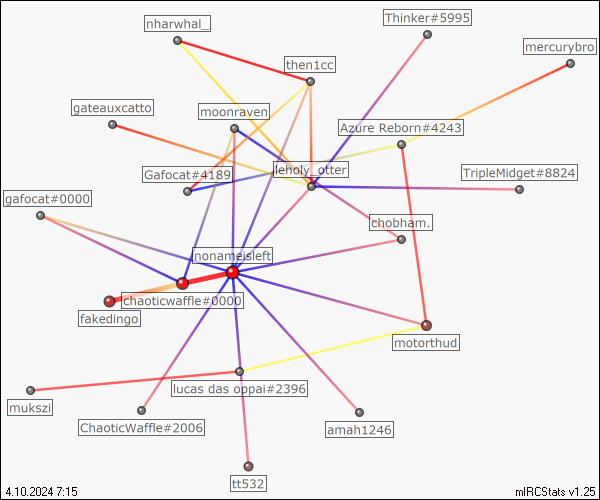 Thinker#5995
nharwhal_
mercurybro
then1cc
gateauxcatto
moonraven
Azure Reborn#4243
leholy_otter
Gafocat#4189
TripleMidget#8824
gafocat#0000
chobham.
nonameisleft
chaoticwaffle#0000
fakedingo
motorthud
lucas das oppai#2396
mukszi
ChaoticWaffle#2006
amah1246
tt532
4.10.2024 7:15
mIRCStats v1.25